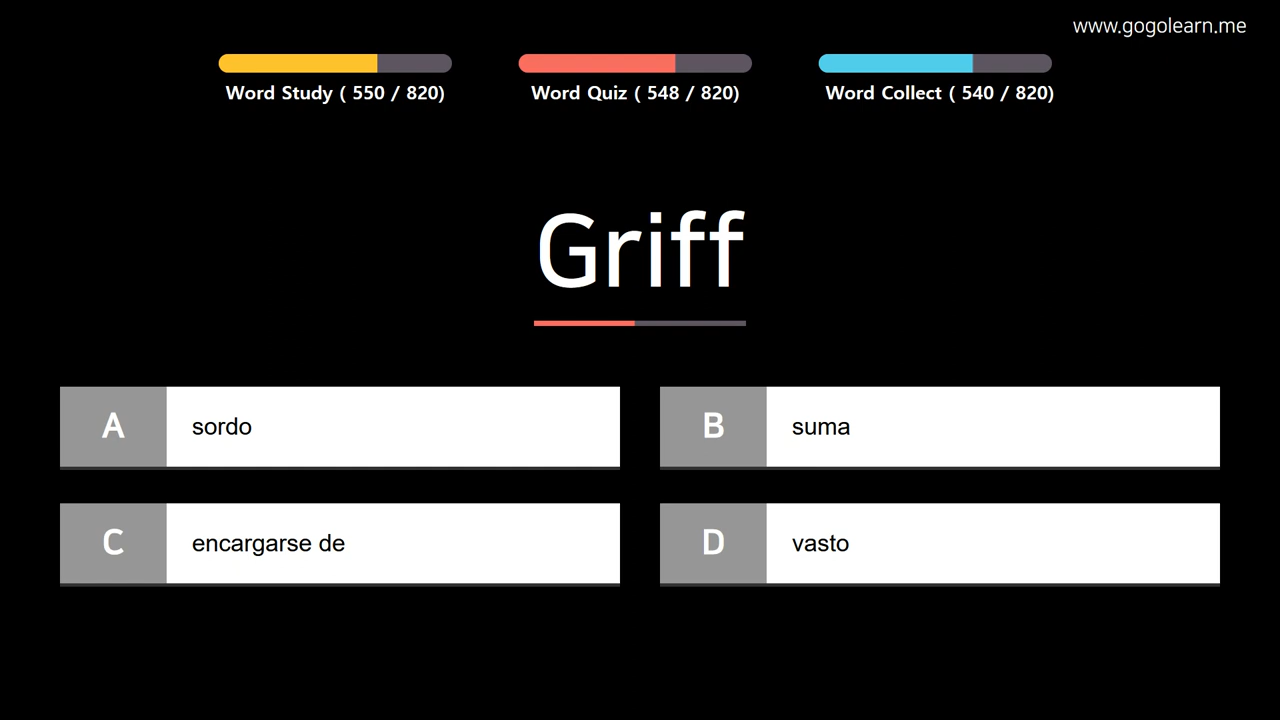 www.gogolearn.me
Word Study ( 550 / 820)
Word Quiz ( 548 / 820)
Word Collect ( 540 / 820)
Griff
A
sordo
B
suma
C
encargarse de
D
vasto